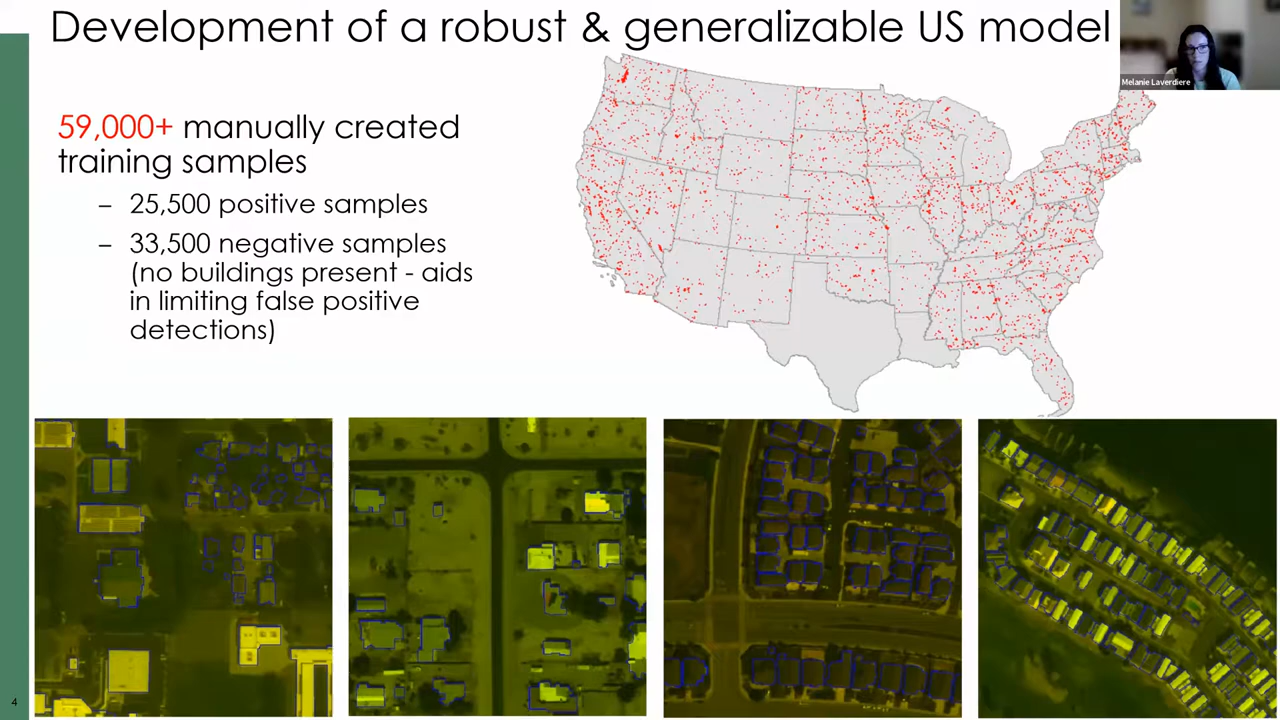 Development of a robust & generalizable US model
Melanie Laverdiere
59,000+ manually created
training samples
– 25,500 positive samples
– 33,500 negative samples
(no buildings present - aids
in limiting false positive
detections)
4